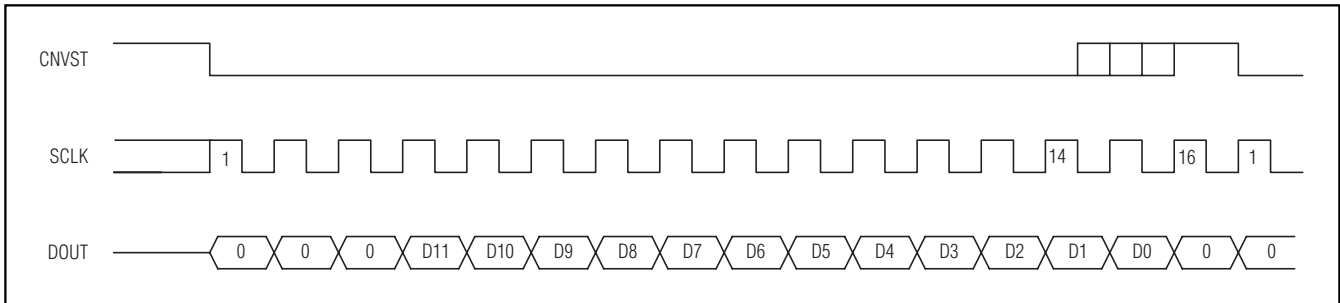 CNVST
SCLK 1 14 16 1
DOUT 0 0 0 D11 D10 D9 D8 D7 D6 D5 D4 D3 D2 D1 D0 0 0